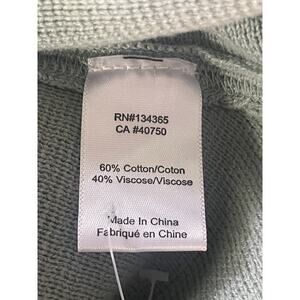 RN#134365
CA #40750
60% Cotton/Coton
40% Viscose/Viscose
Made In China
Fabriqué en Chine